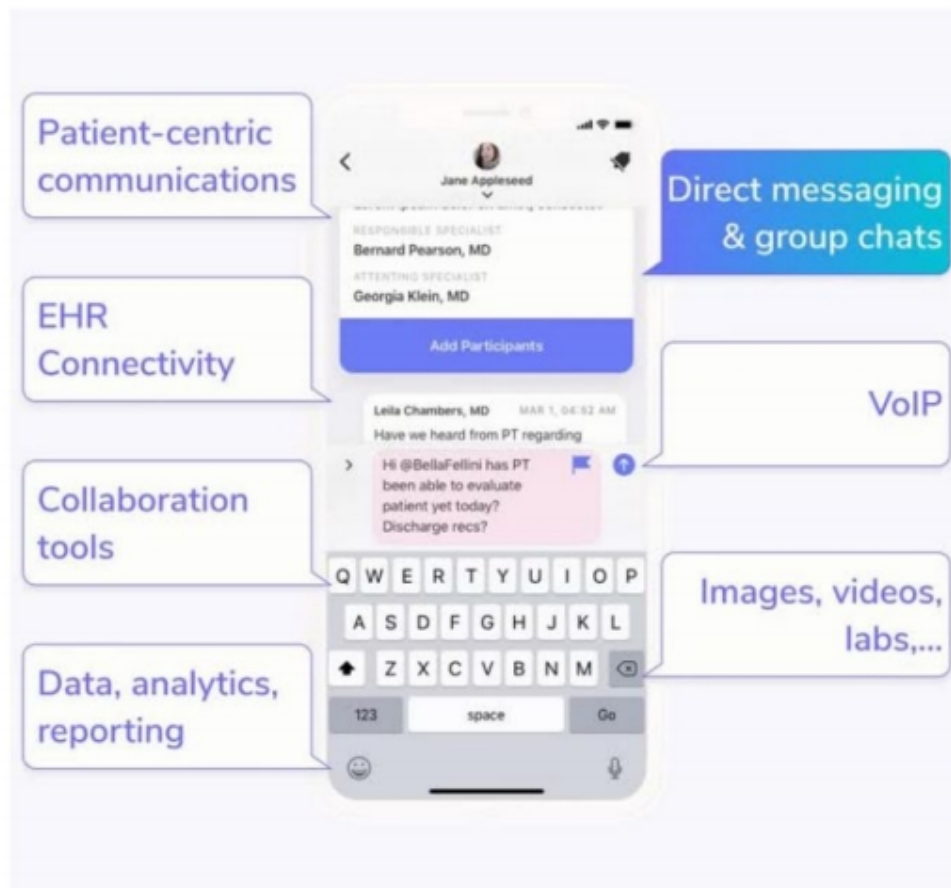 Patient-centric
communications
EHR
Connectivity
Collaboration
tools
Data, analytics,
reporting
Jane Appleseed
RESPONSIBLE SPECIALIST
Bernard Pearson, MD
ATTENTING SPECIALIST
Georgia Klein, MD
Add Participants
Leila Chambers, MD MAR 1, 04:52 AM
Have we heard from PT regarding
Hi @BellaFellini has PT
been able to evaluate
patient yet today?
Discharge recs?
Q W E R T Y U I O P
A S D F G H J K L
Z X C V B N M
123 space Go
Direct messaging
& group chats
VoIP
Images, videos,
labs,...